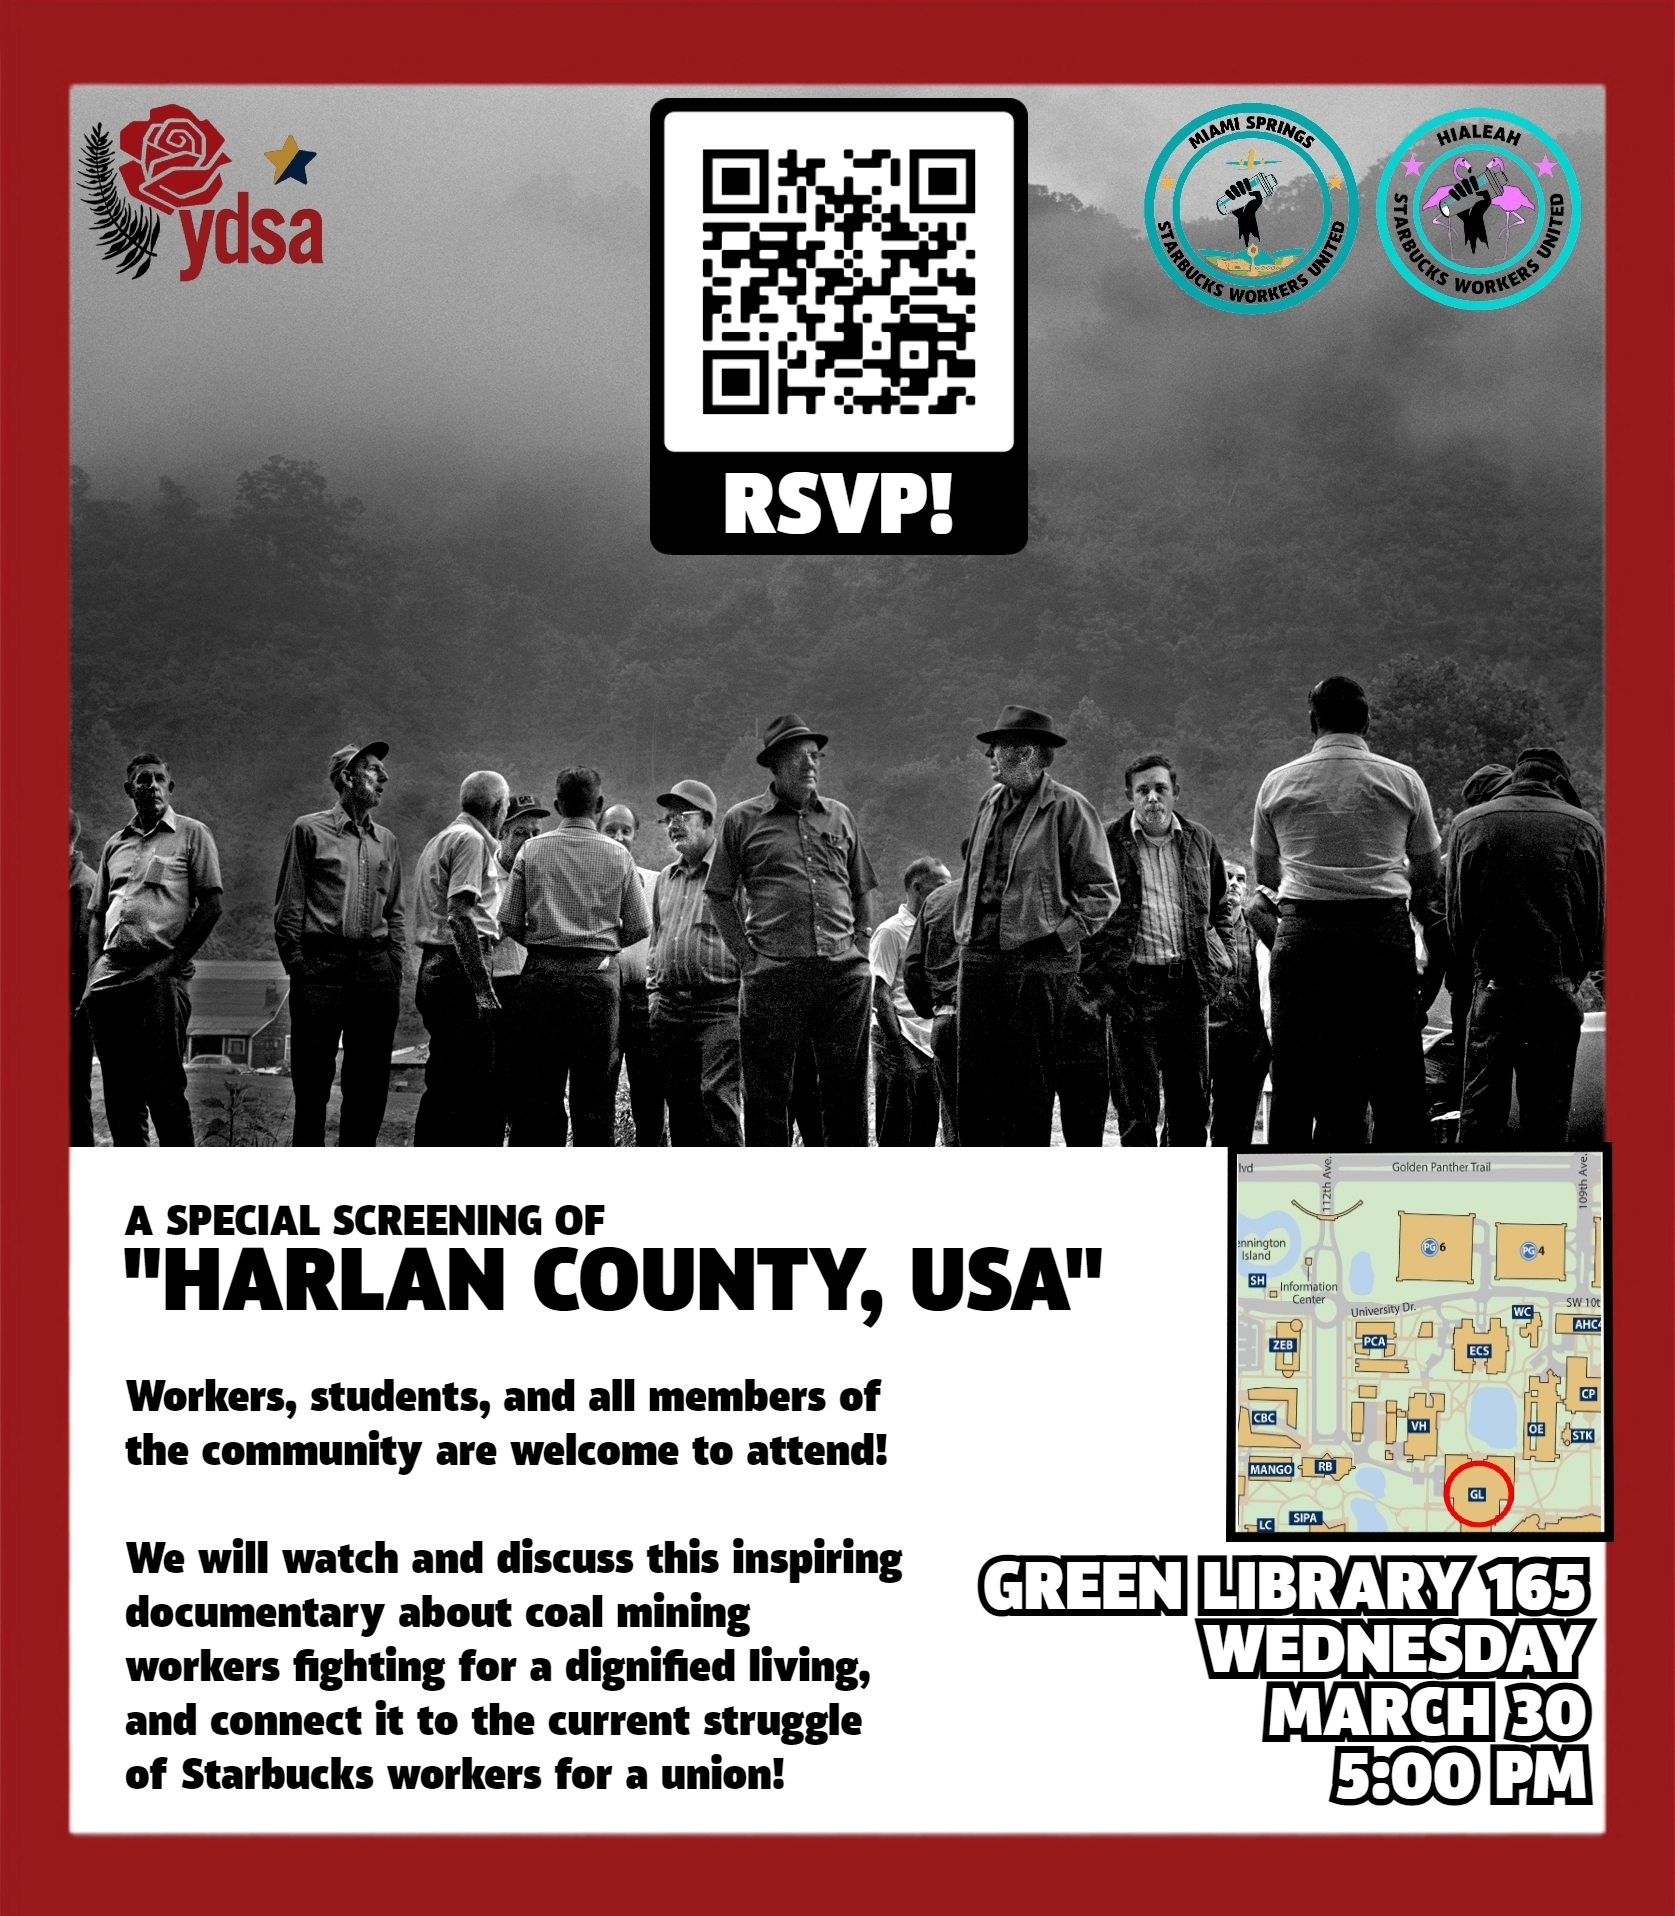 ydsa
RSVP!
MIAMI SPRINGS
STARBUCKS WORKERS UNITED
HIALEAH
STARBUCKS WORKERS UNITED
A SPECIAL SCREENING OF
"HARLAN COUNTY, USA"
Workers, students, and all members of
the community are welcome to attend!
We will watch and discuss this inspiring
documentary about coal mining
workers fighting for a dignified living,
and connect it to the current struggle
of Starbucks workers for a union!
lvd
112th Ave.
Golden Panther Trail
109th Ave.
PG 6
PG 4
ennington
Island
SH
Information
Center
University Dr.
WC
SW 10t
AHC4
ZEB
PCA
ECS
CP
CBC
VH
OE
STK
MANGO
RB
GL
LC
SIPA
GREEN LIBRARY 165
WEDNESDAY
MARCH 30
5:00 PM